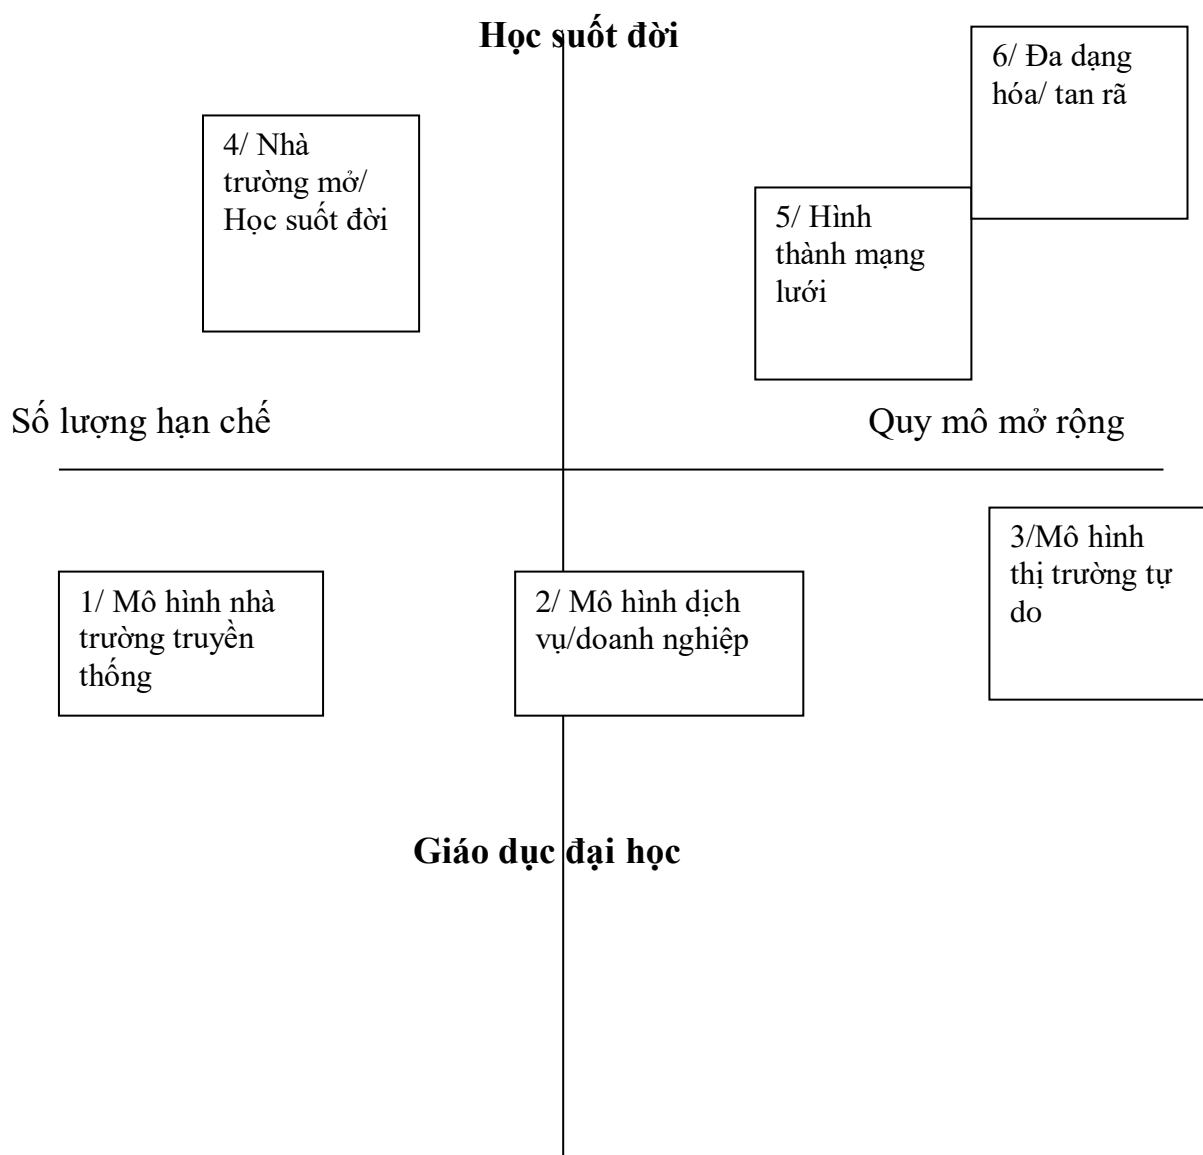 Học suốt đời
6/ Đa dạng
hóa/ tan rã
4/ Nhà
trường mở/
Học suốt đời
5/ Hình
thành mạng
lưới
Số lượng hạn chế
Quy mô mở rộng
3/Mô hình
thị trường tự
do
1/ Mô hình nhà
trường truyền
thống
2/ Mô hình dịch
vụ/doanh nghiệp
Giáo dục đại học